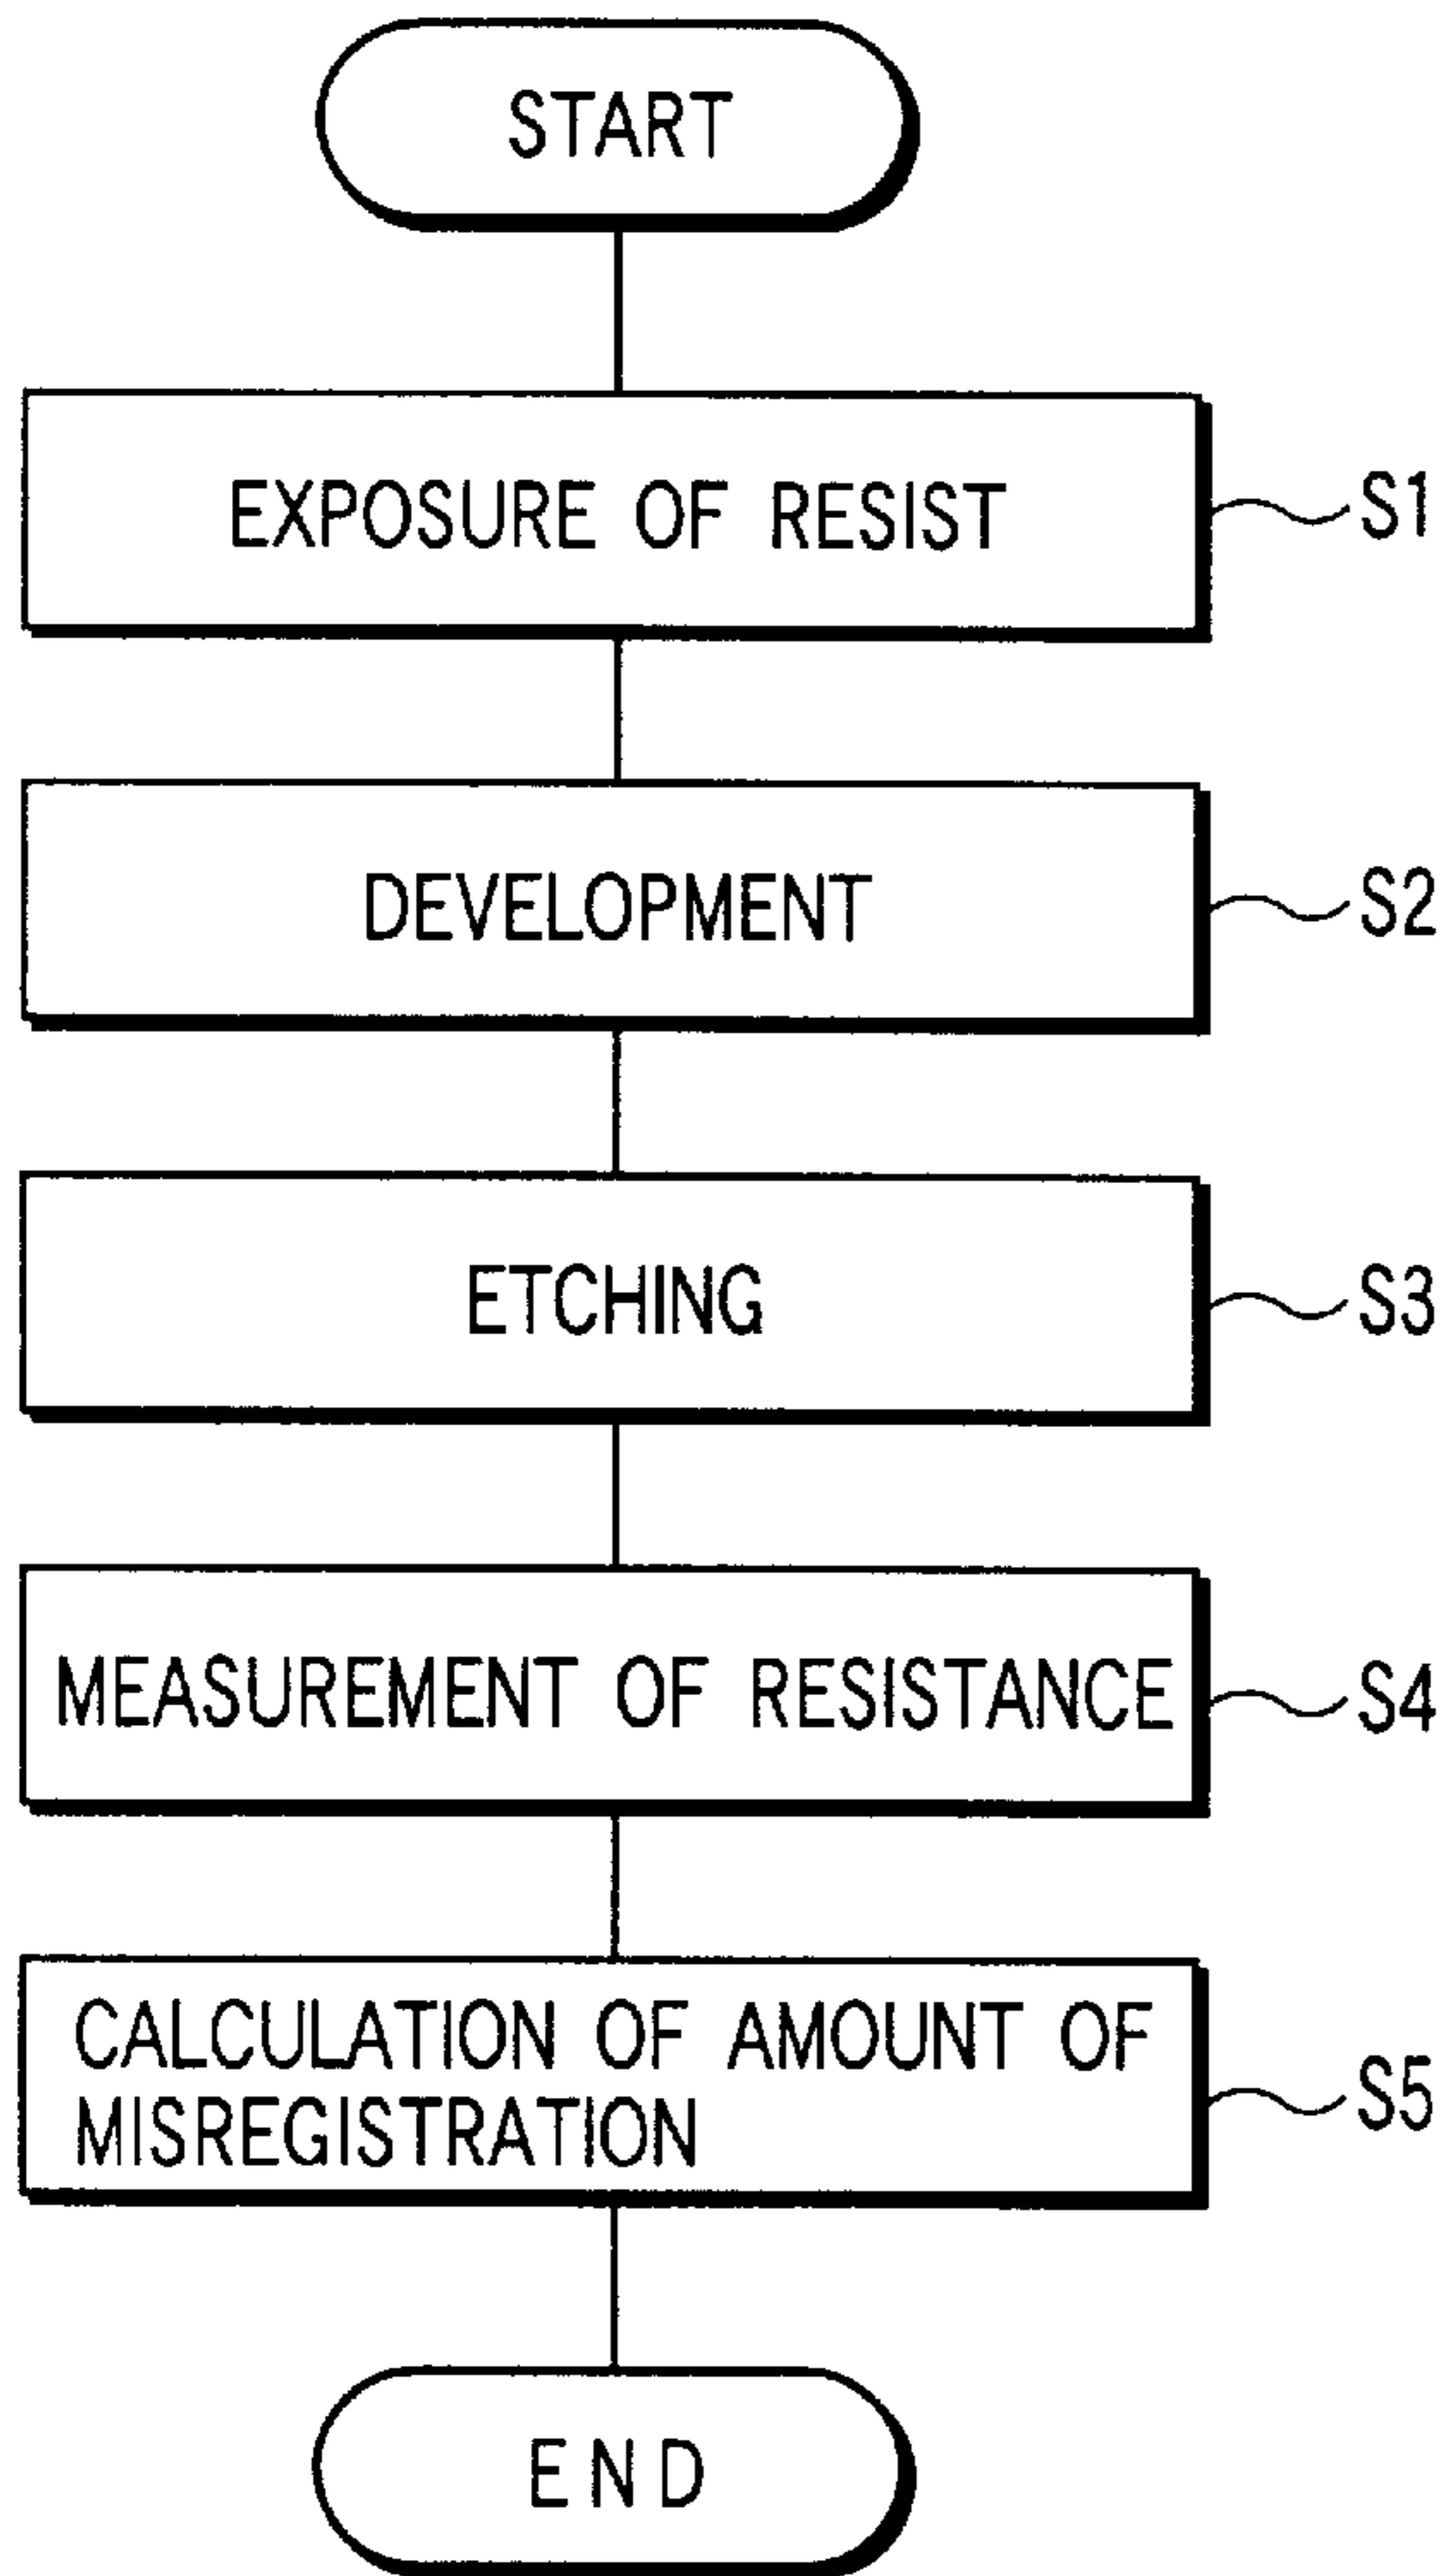 START
EXPOSURE OF RESIST
S1
DEVELOPMENT
S2
ETCHING
S3
MEASUREMENT OF RESISTANCE
S4
CALCULATION OF AMOUNT OF
MISREGISTRATION
S5
END